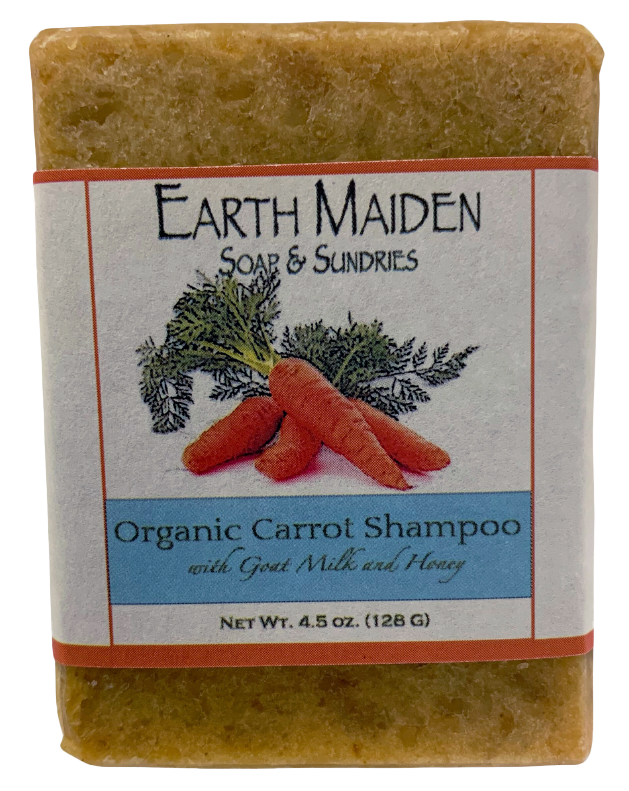 EARTH MAIDEN
SOAP & SUNDRIES
Organic Carrot Shampoo
with Goat Milk and Honey
NET WT. 4.5 OZ. (128 G)